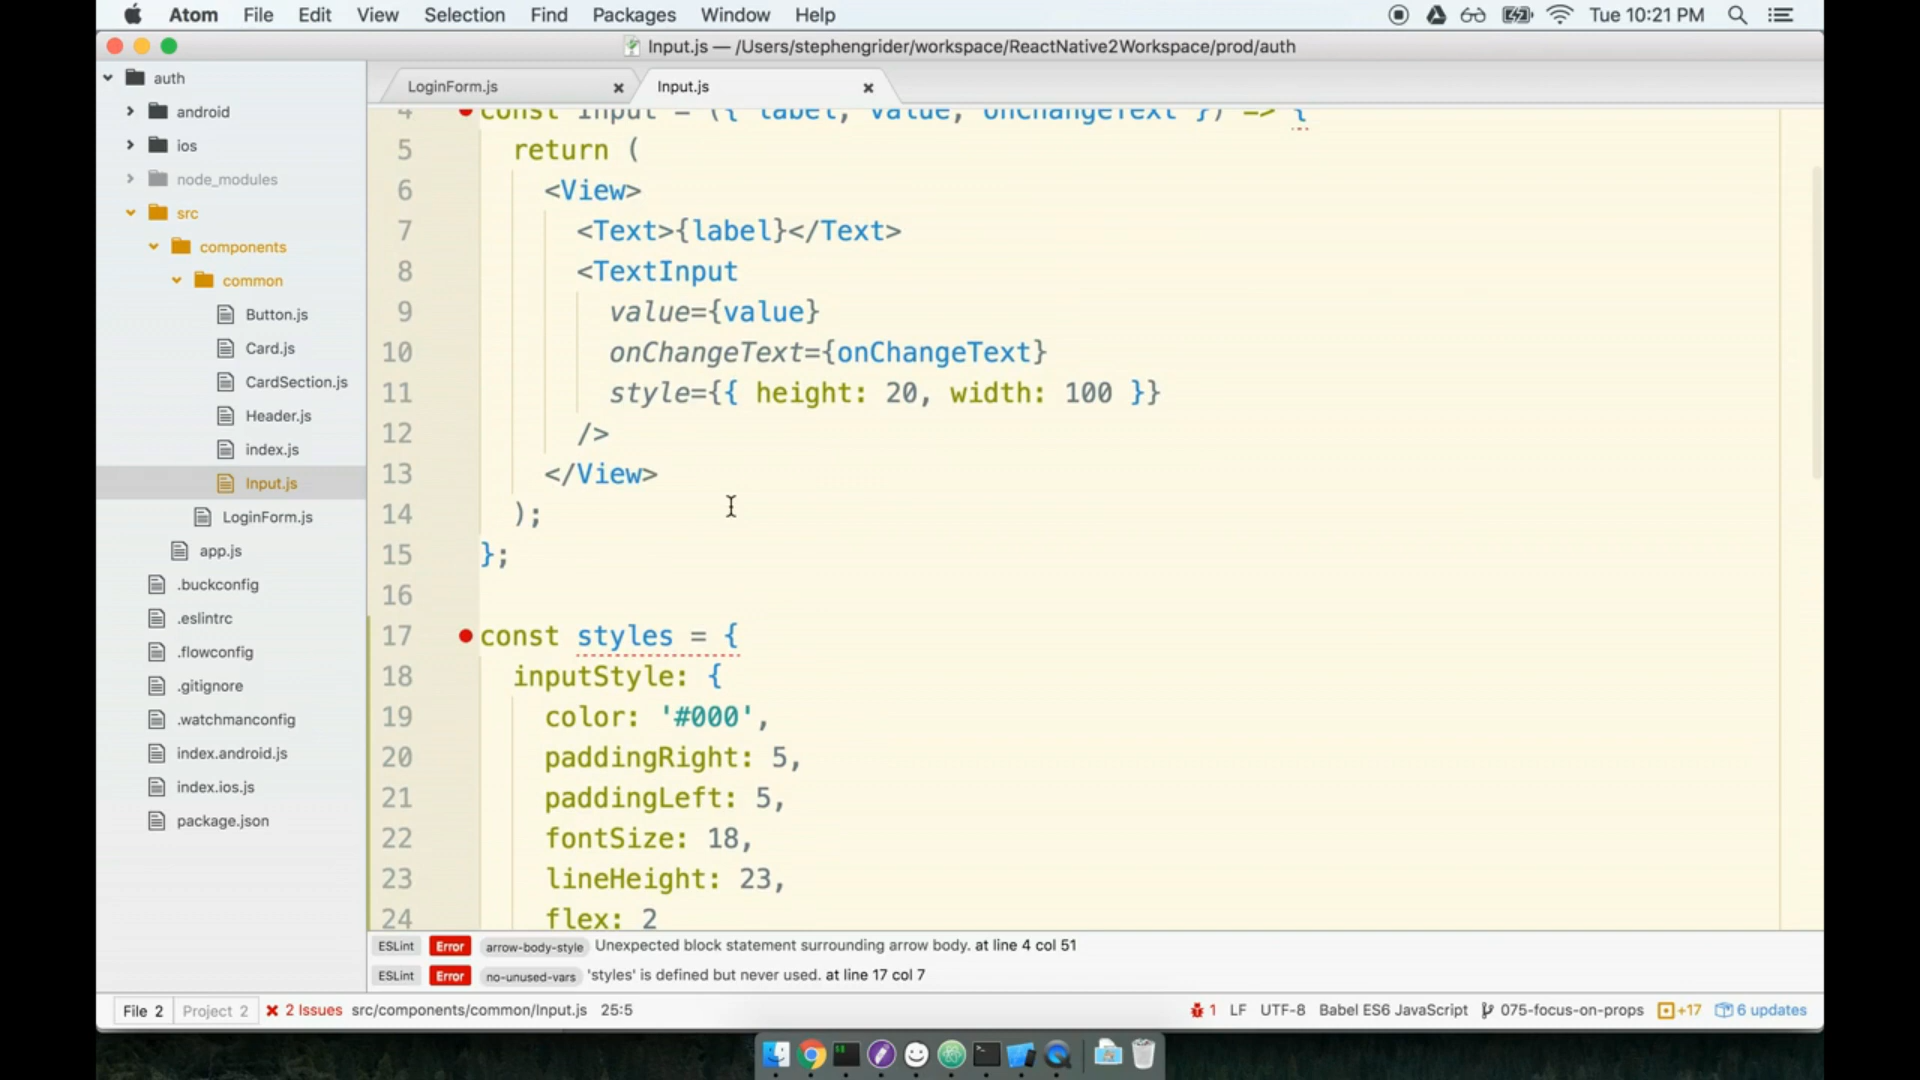 Atom File Edit View Selection Find Packages Window Help Tue 10:21 PM
Input.js — /Users/stephengrider/workspace/ReactNative2Workspace/prod/auth
auth
android
ios
node_modules
src
components
common
Button.js
Card.js
CardSection.js
Header.js
index.js
Input.js
LoginForm.js
app.js
.buckconfig
.eslintrc
.flowconfig
.gitignore
.watchmanconfig
index.android.js
index.ios.js
package.json
LoginForm.js Input.js
4 const Input = ({ label, value, onChangeText }) => {
5 return (
6 <View>
7 <Text>{label}</Text>
8 <TextInput
9 value={value}
10 onChangeText={onChangeText}
11 style={{ height: 20, width: 100 }}
12 />
13 </View>
14 );
15 };
16
17 const styles = {
18 inputStyle: {
19 color: '#000',
20 paddingRight: 5,
21 paddingLeft: 5,
22 fontSize: 18,
23 lineHeight: 23,
24 flex: 2
ESLint Error arrow-body-style Unexpected block statement surrounding arrow body. at line 4 col 51
ESLint Error no-unused-vars 'styles' is defined but never used. at line 17 col 7
File 2 Project 2 2 Issues src/components/common/Input.js 25:5 1 LF UTF-8 Babel ES6 JavaScript 075-focus-on-props +17 6 updates